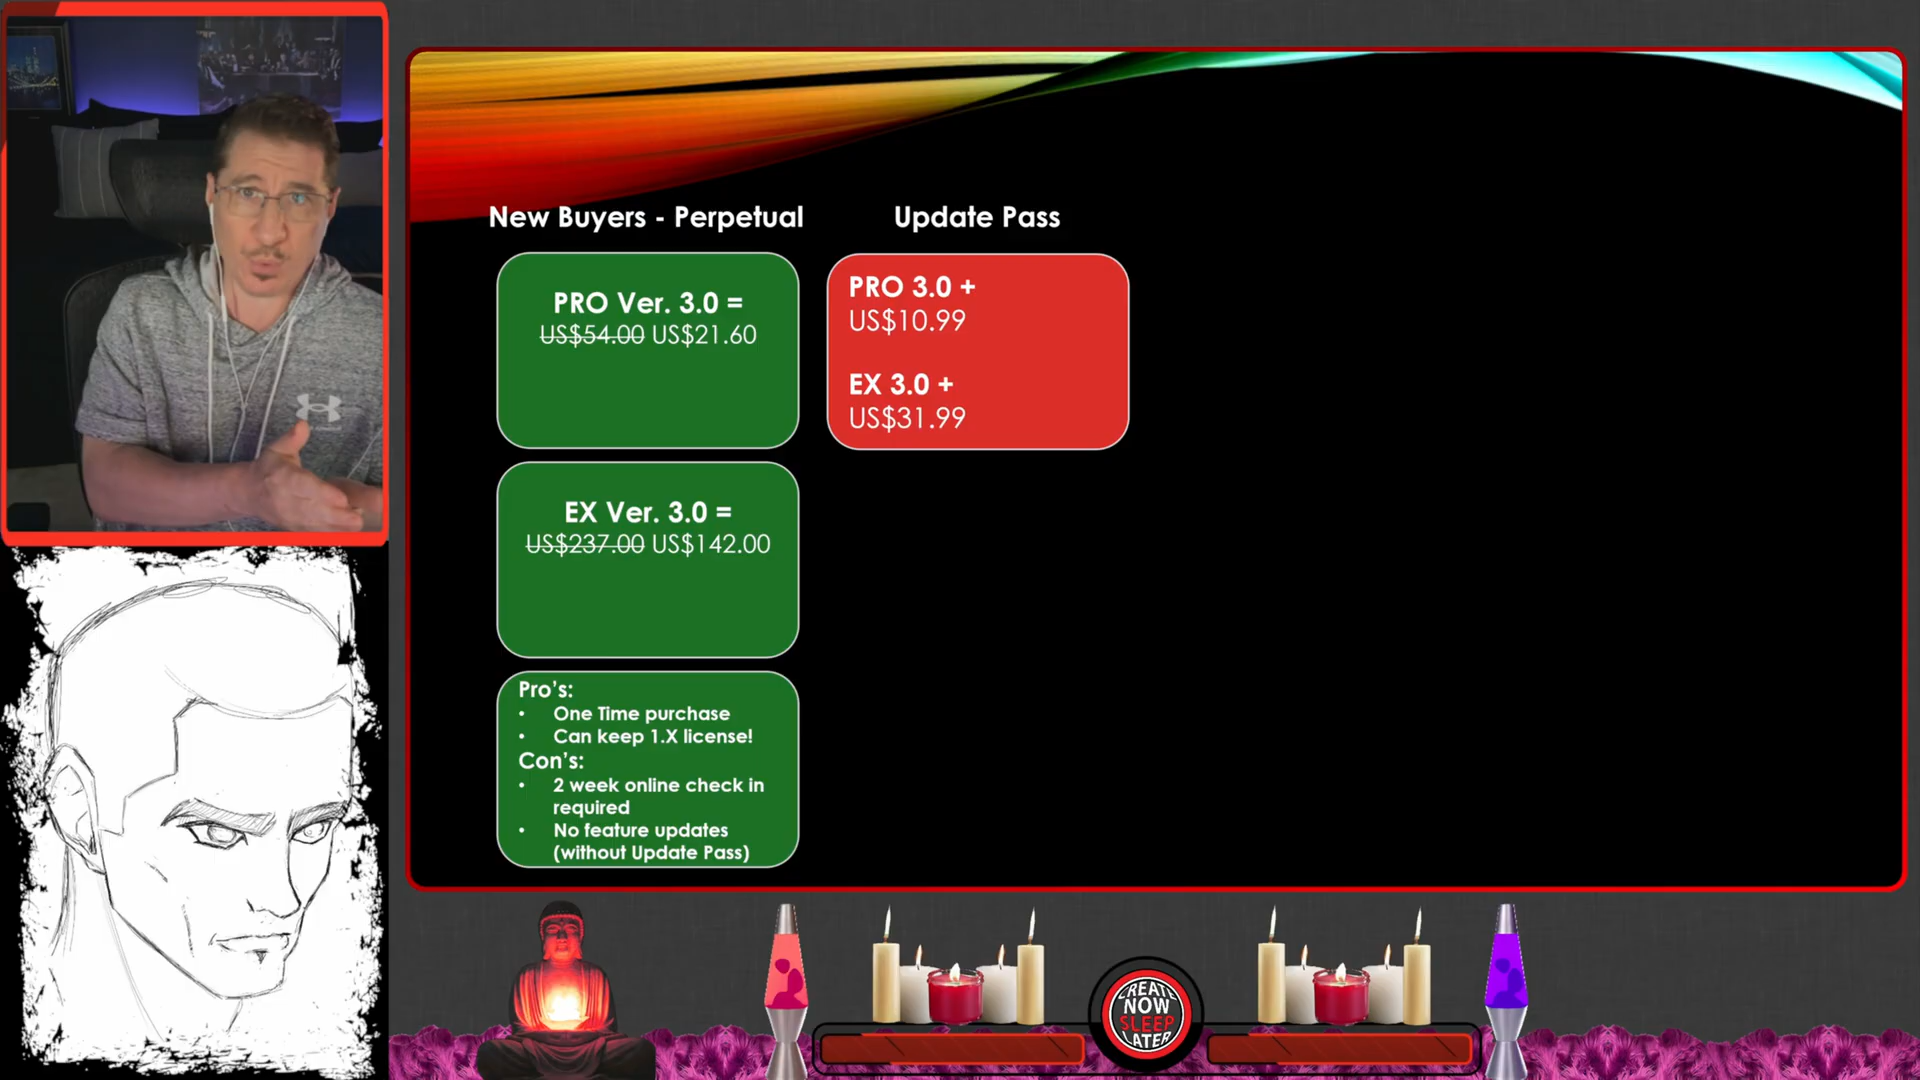 New Buyers - Perpetual
PRO Ver. 3.0 =
US$54.00 US$21.60
EX Ver. 3.0 =
US$237.00 US$142.00
Pro's:
• One Time purchase
• Can keep 1.X license!
Con's:
• 2 week online check in
required
• No feature updates
(without Update Pass)
Update Pass
PRO 3.0 +
US$10.99
EX 3.0 +
US$31.99
CREATE
NOW
SLEEP
LATER